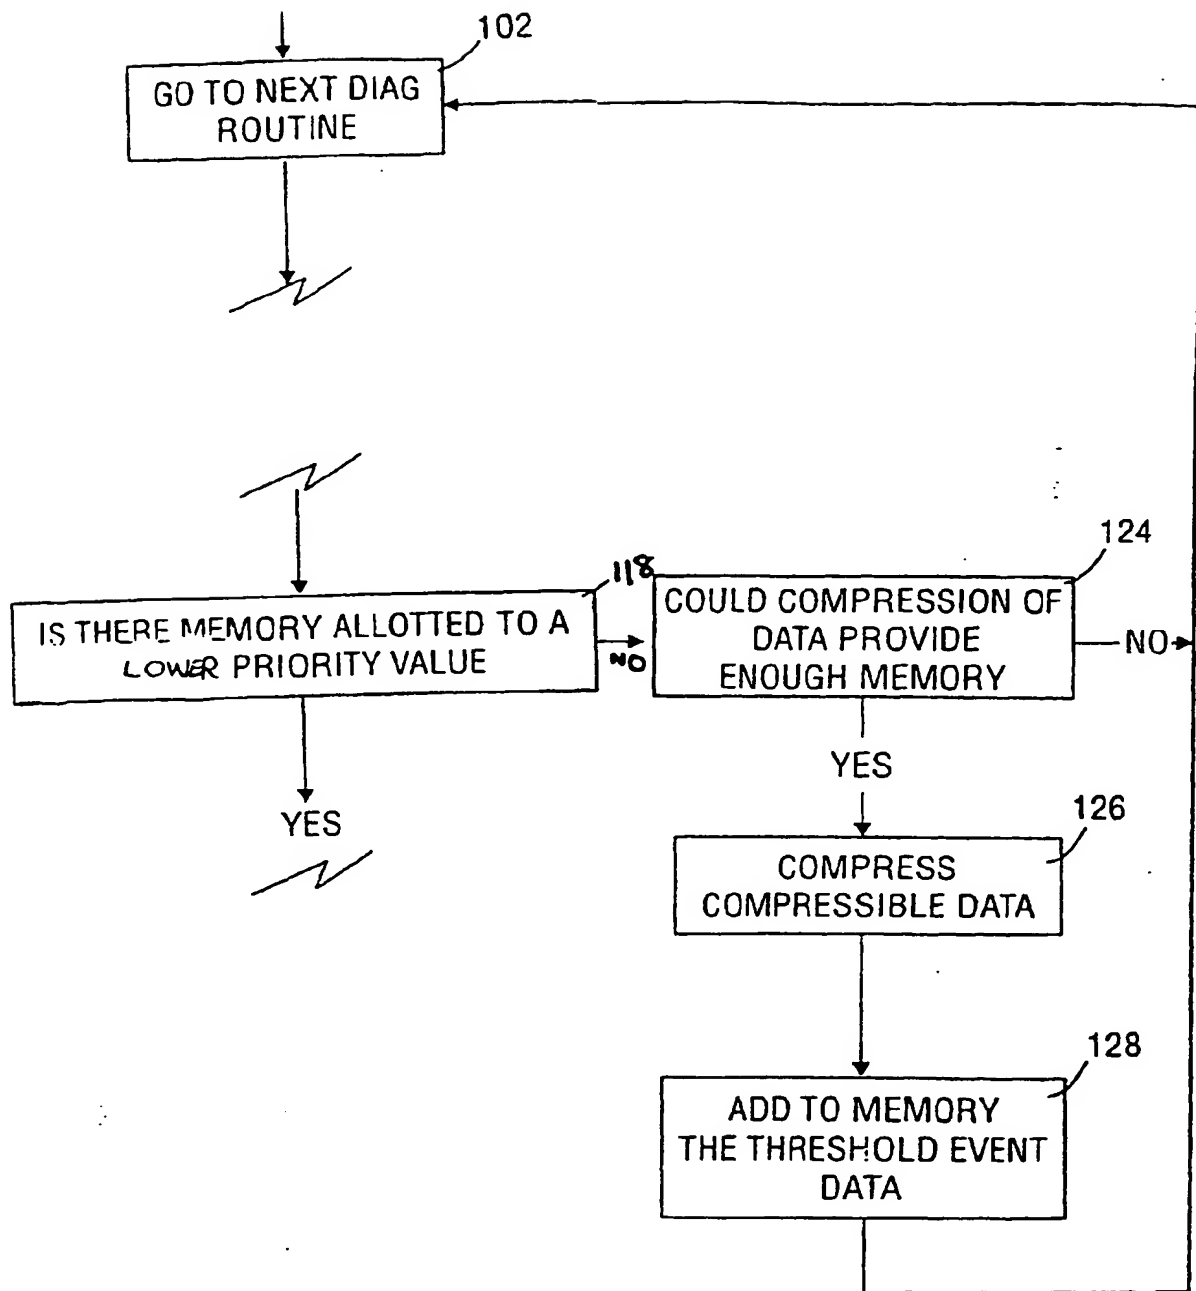 102
GO TO NEXT DIAG
ROUTINE
118
IS THERE MEMORY ALLOTTED TO A
LOWER PRIORITY VALUE
NO
YES
124
COULD COMPRESSION OF
DATA PROVIDE
ENOUGH MEMORY
NO
YES
126
COMPRESS
COMPRESSIBLE DATA
128
ADD TO MEMORY
THE THRESHOLD EVENT
DATA